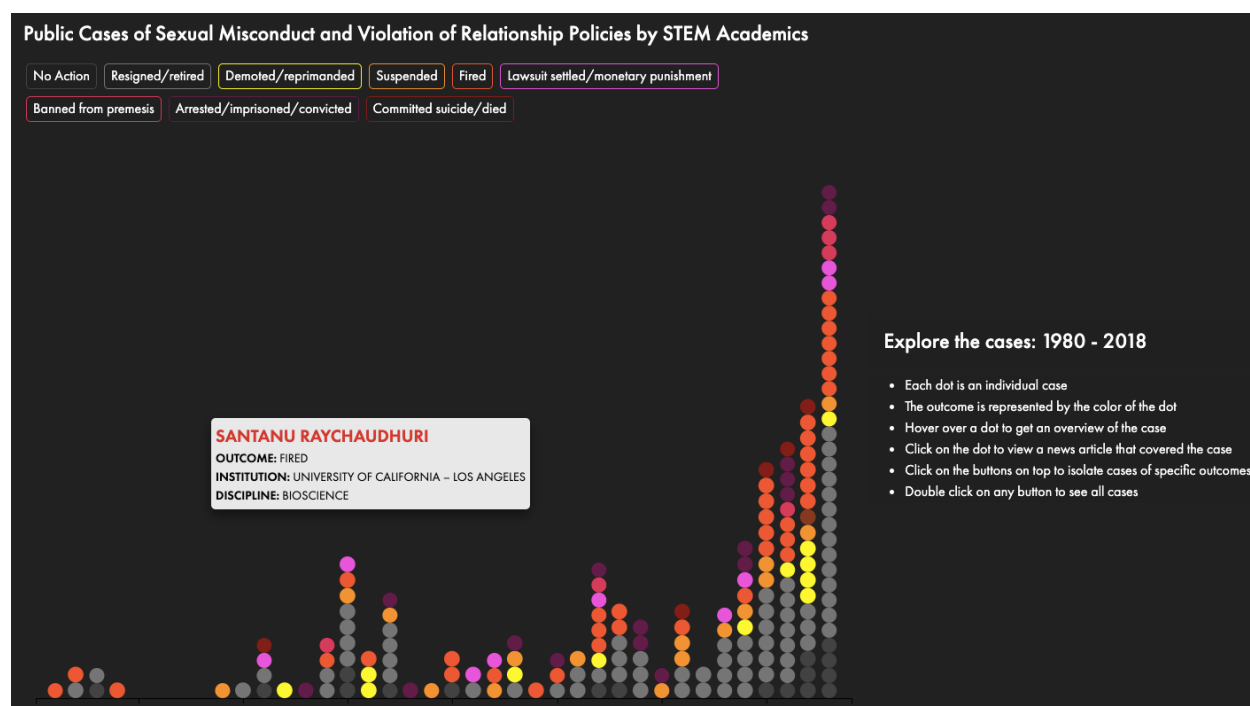 Public Cases of Sexual Misconduct and Violation of Relationship Policies by STEM Academics
No Action Resigned/retired Demoted/reprimanded Suspended Fired Lawsuit settled/monetary punishment
Banned from premesis Arrested/imprisoned/convicted Committed suicide/died
SANTANU RAYCHAUDHURI
OUTCOME: FIRED
INSTITUTION: UNIVERSITY OF CALIFORNIA – LOS ANGELES
DISCIPLINE: BIOSCIENCE
Explore the cases: 1980 - 2018
• Each dot is an individual case
• The outcome is represented by the color of the dot
• Hover over a dot to get an overview of the case
• Click on the dot to view a news article that covered the case
• Click on the buttons on top to isolate cases of specific outcomes
• Double click on any button to see all cases